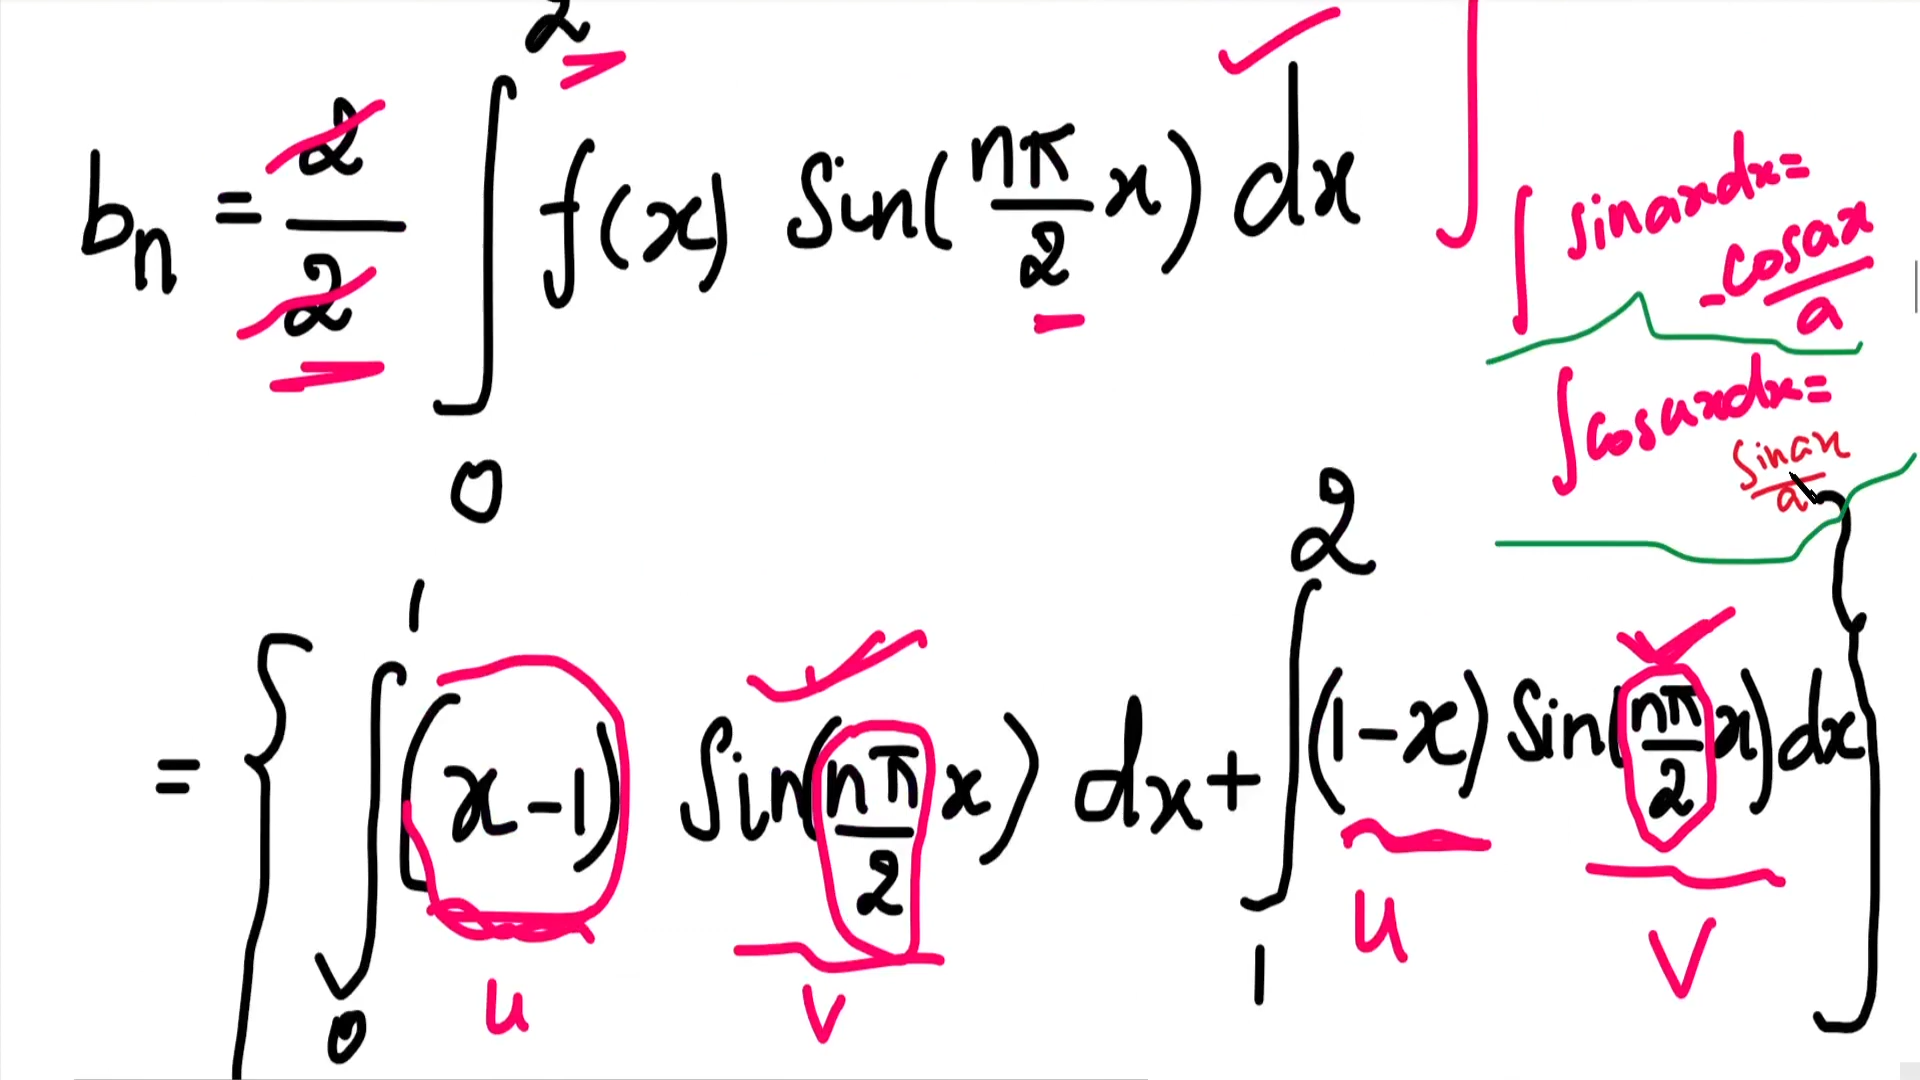 bₙ = 2/2 ∫₀² f(x) Sin(nπ/2 x) dx
∫ sinax dx = -cosax/a
∫ cosax dx = Sinax/a
= { ∫₀¹ (x-1) Sin(nπ/2 x) dx + ∫₁² (1-x) Sin(nπ/2 x) dx
u v u v